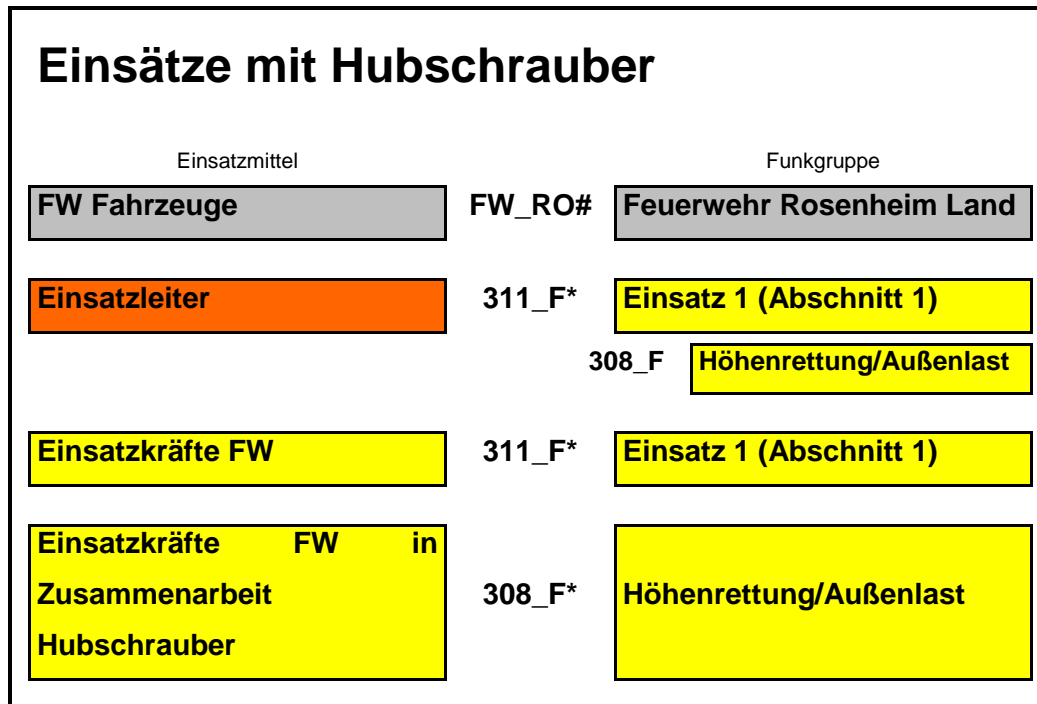 Einsätze mit Hubschrauber
Einsatzmittel Funkgruppe
FW Fahrzeuge FW_RO# Feuerwehr Rosenheim Land
Einsatzleiter 311_F* Einsatz 1 (Abschnitt 1)
308_F Höhenrettung/Außenlast
Einsatzkräfte FW 311_F* Einsatz 1 (Abschnitt 1)
Einsatzkräfte FW in
Zusammenarbeit 308_F* Höhenrettung/Außenlast
Hubschrauber